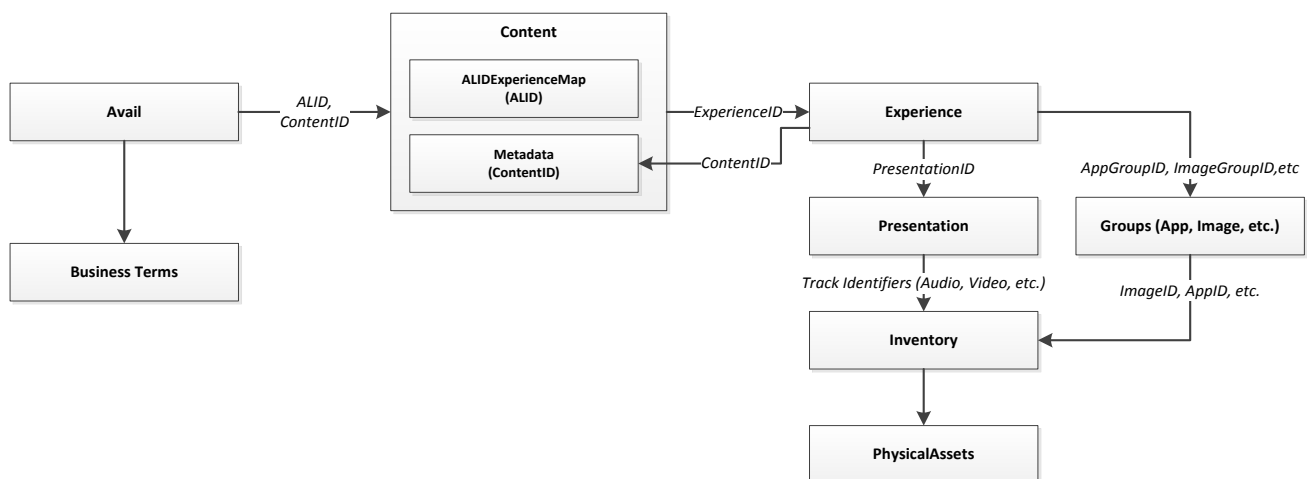 Content
ALIDExperienceMap
(ALID)
Avail
ALID,
ContentID
ExperienceID
Experience
Metadata
(ContentID)
ContentID
PresentationID
AppGroupID, ImageGroupID,etc
Presentation
Groups (App, Image, etc.)
Business Terms
Track Identifiers (Audio, Video, etc.)
ImageID, AppID, etc.
Inventory
PhysicalAssets